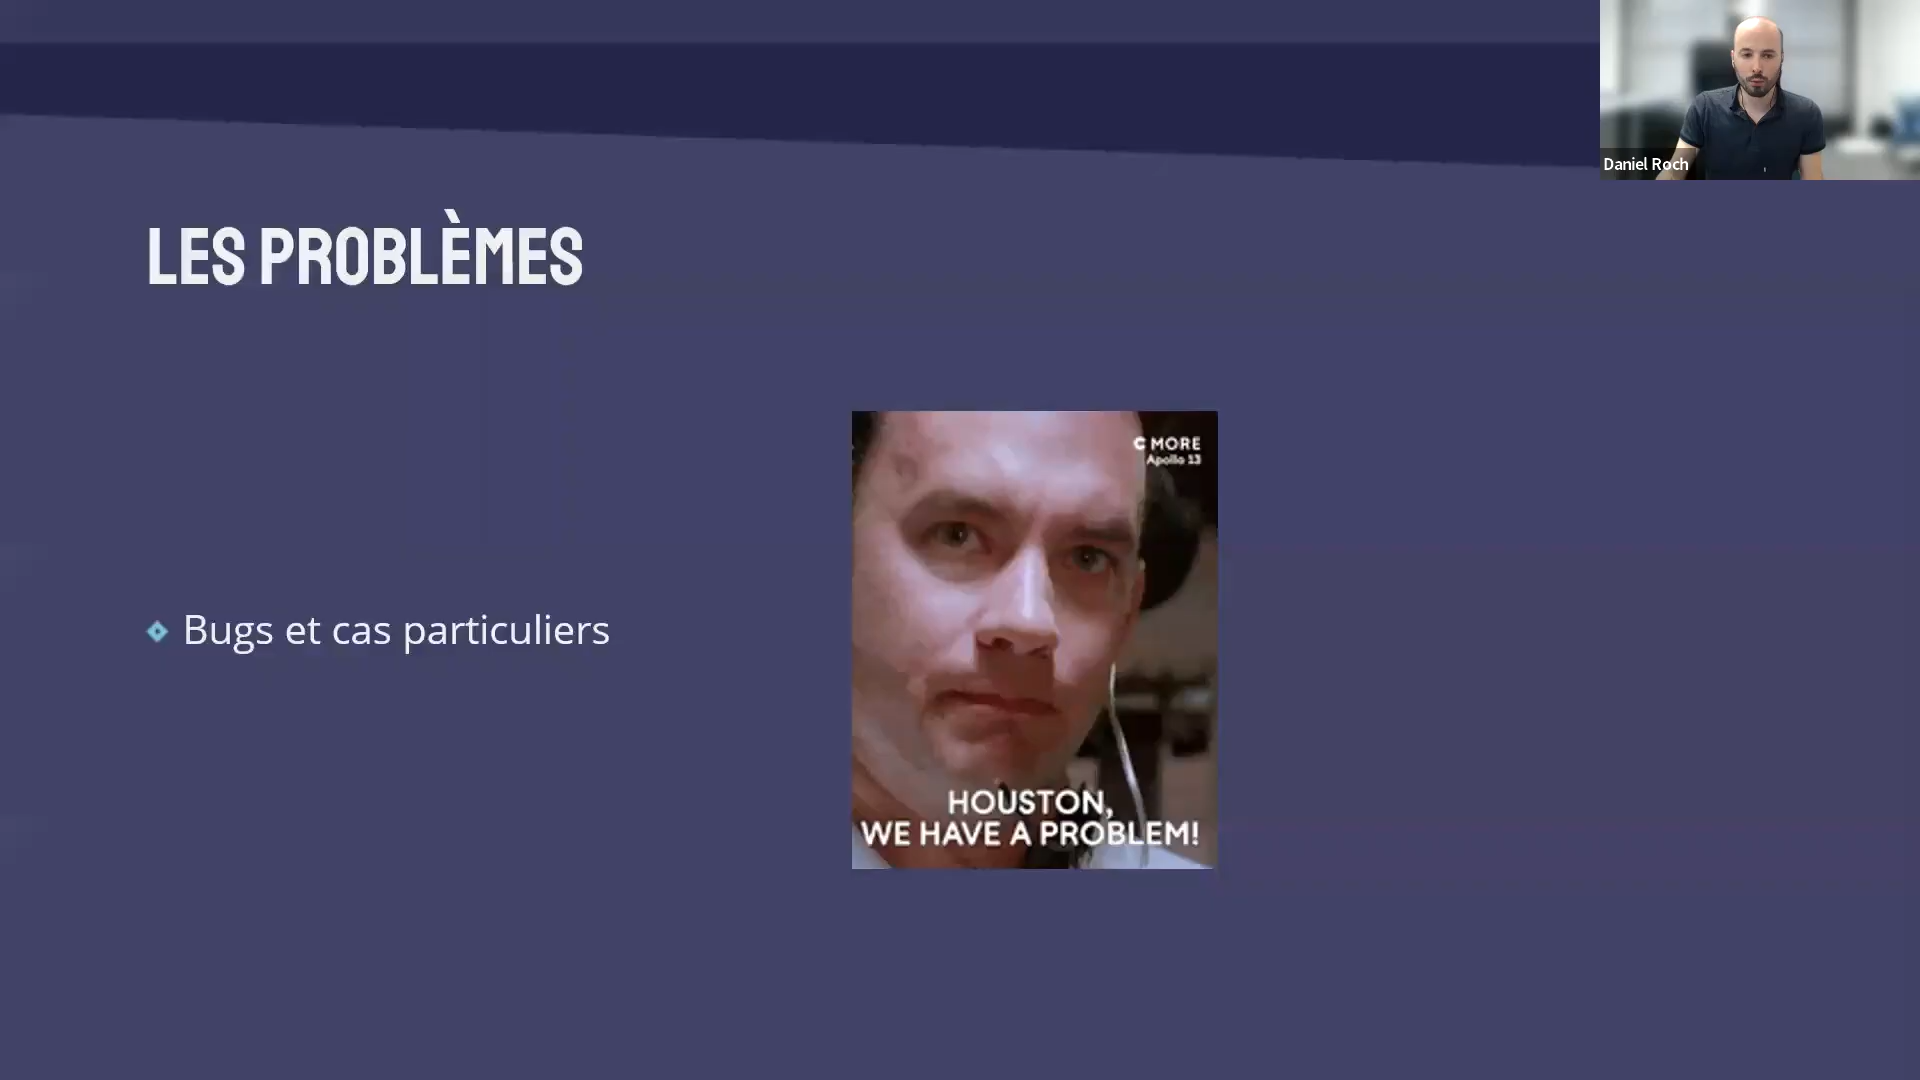 Daniel Roch
LES PROBLÈMES
C MORE
Apollo 13
Bugs et cas particuliers
HOUSTON,
WE HAVE A PROBLEM!